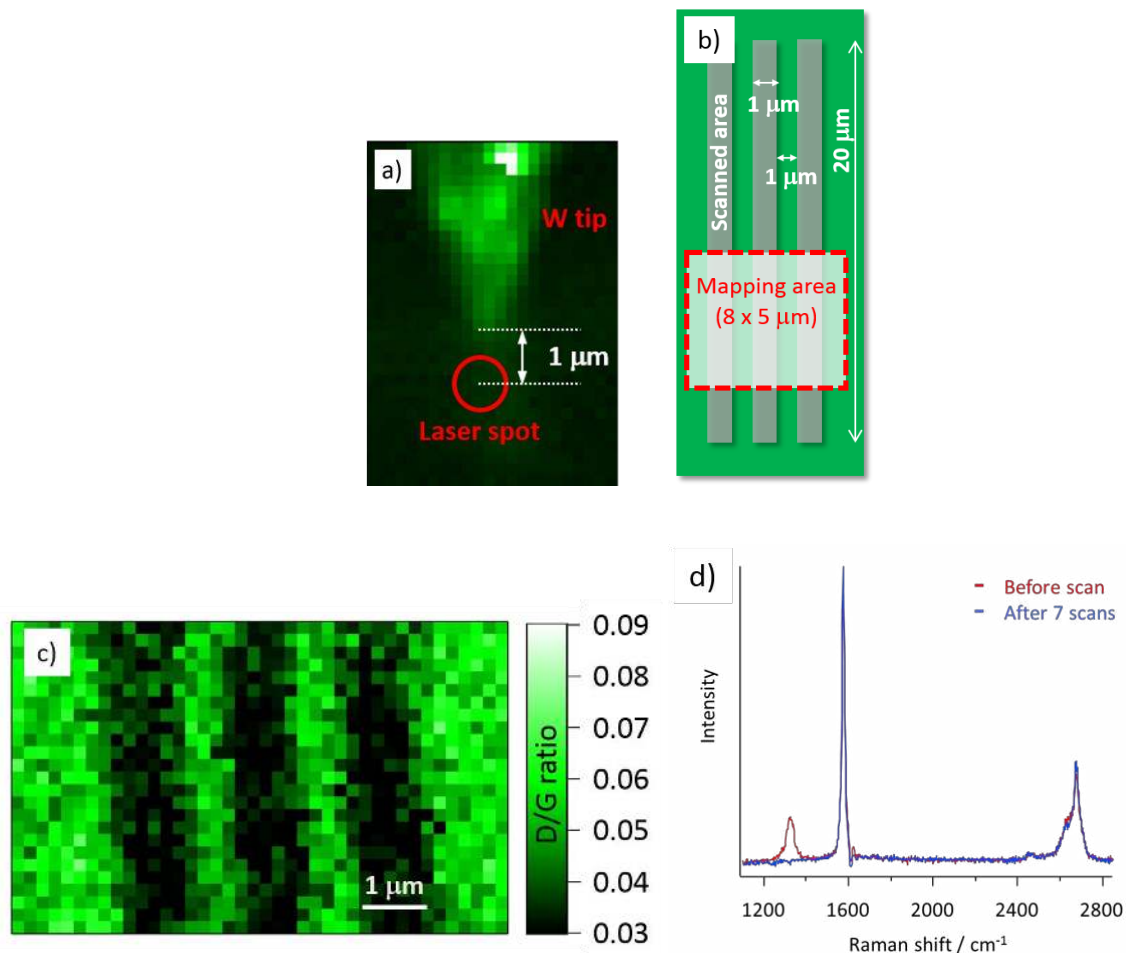 a)
W tip
1 µm
Laser spot
b)
1 µm
1 µm
Scanned area
20 µm
Mapping area
(8 x 5 µm)
c)
1 µm
D/G ratio
0.09
0.08
0.07
0.06
0.05
0.04
0.03
d)
Before scan
After 7 scans
Intensity
1200
1600
2000
2400
2800
Raman shift / cm⁻¹